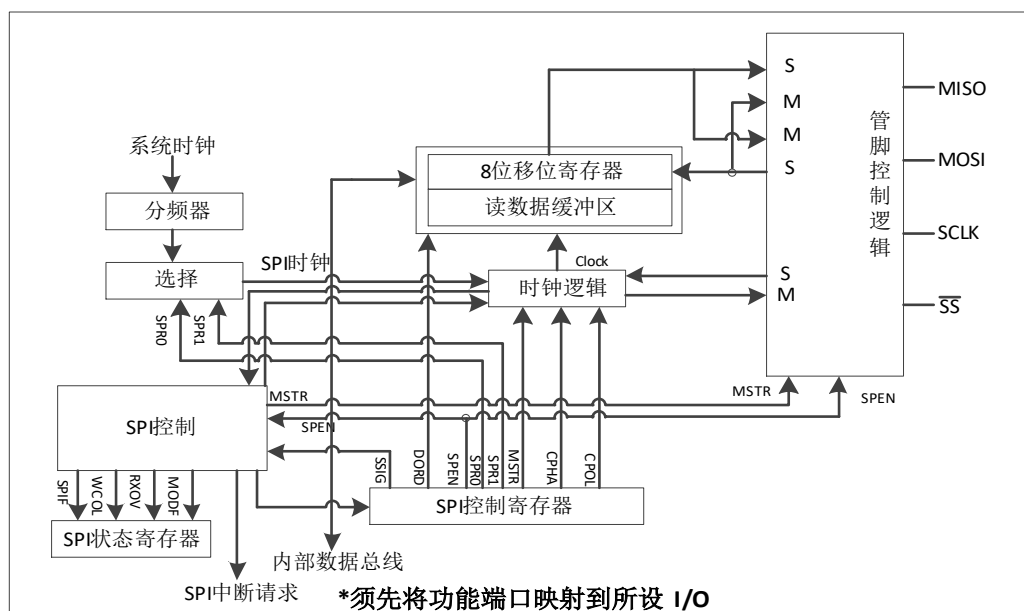 S
M
MISO
系统时钟
管脚控制逻辑
M
8位移位寄存器
S
MOSI
分频器
读数据缓冲区
SCLK
选择
SPI时钟
Clock
时钟逻辑
S
M
SS
SPR0
SPR1
MSTR
MSTR
SPEN
SPI控制
SPEN
SSIG
DORD
SPEN
SPR0
SPR1
MSTR
CPHA
CPOL
SPIF
WCOL
RXOV
MODF
SPI控制寄存器
SPI状态寄存器
内部数据总线
SPI中断请求
*须先将功能端口映射到所设 I/O